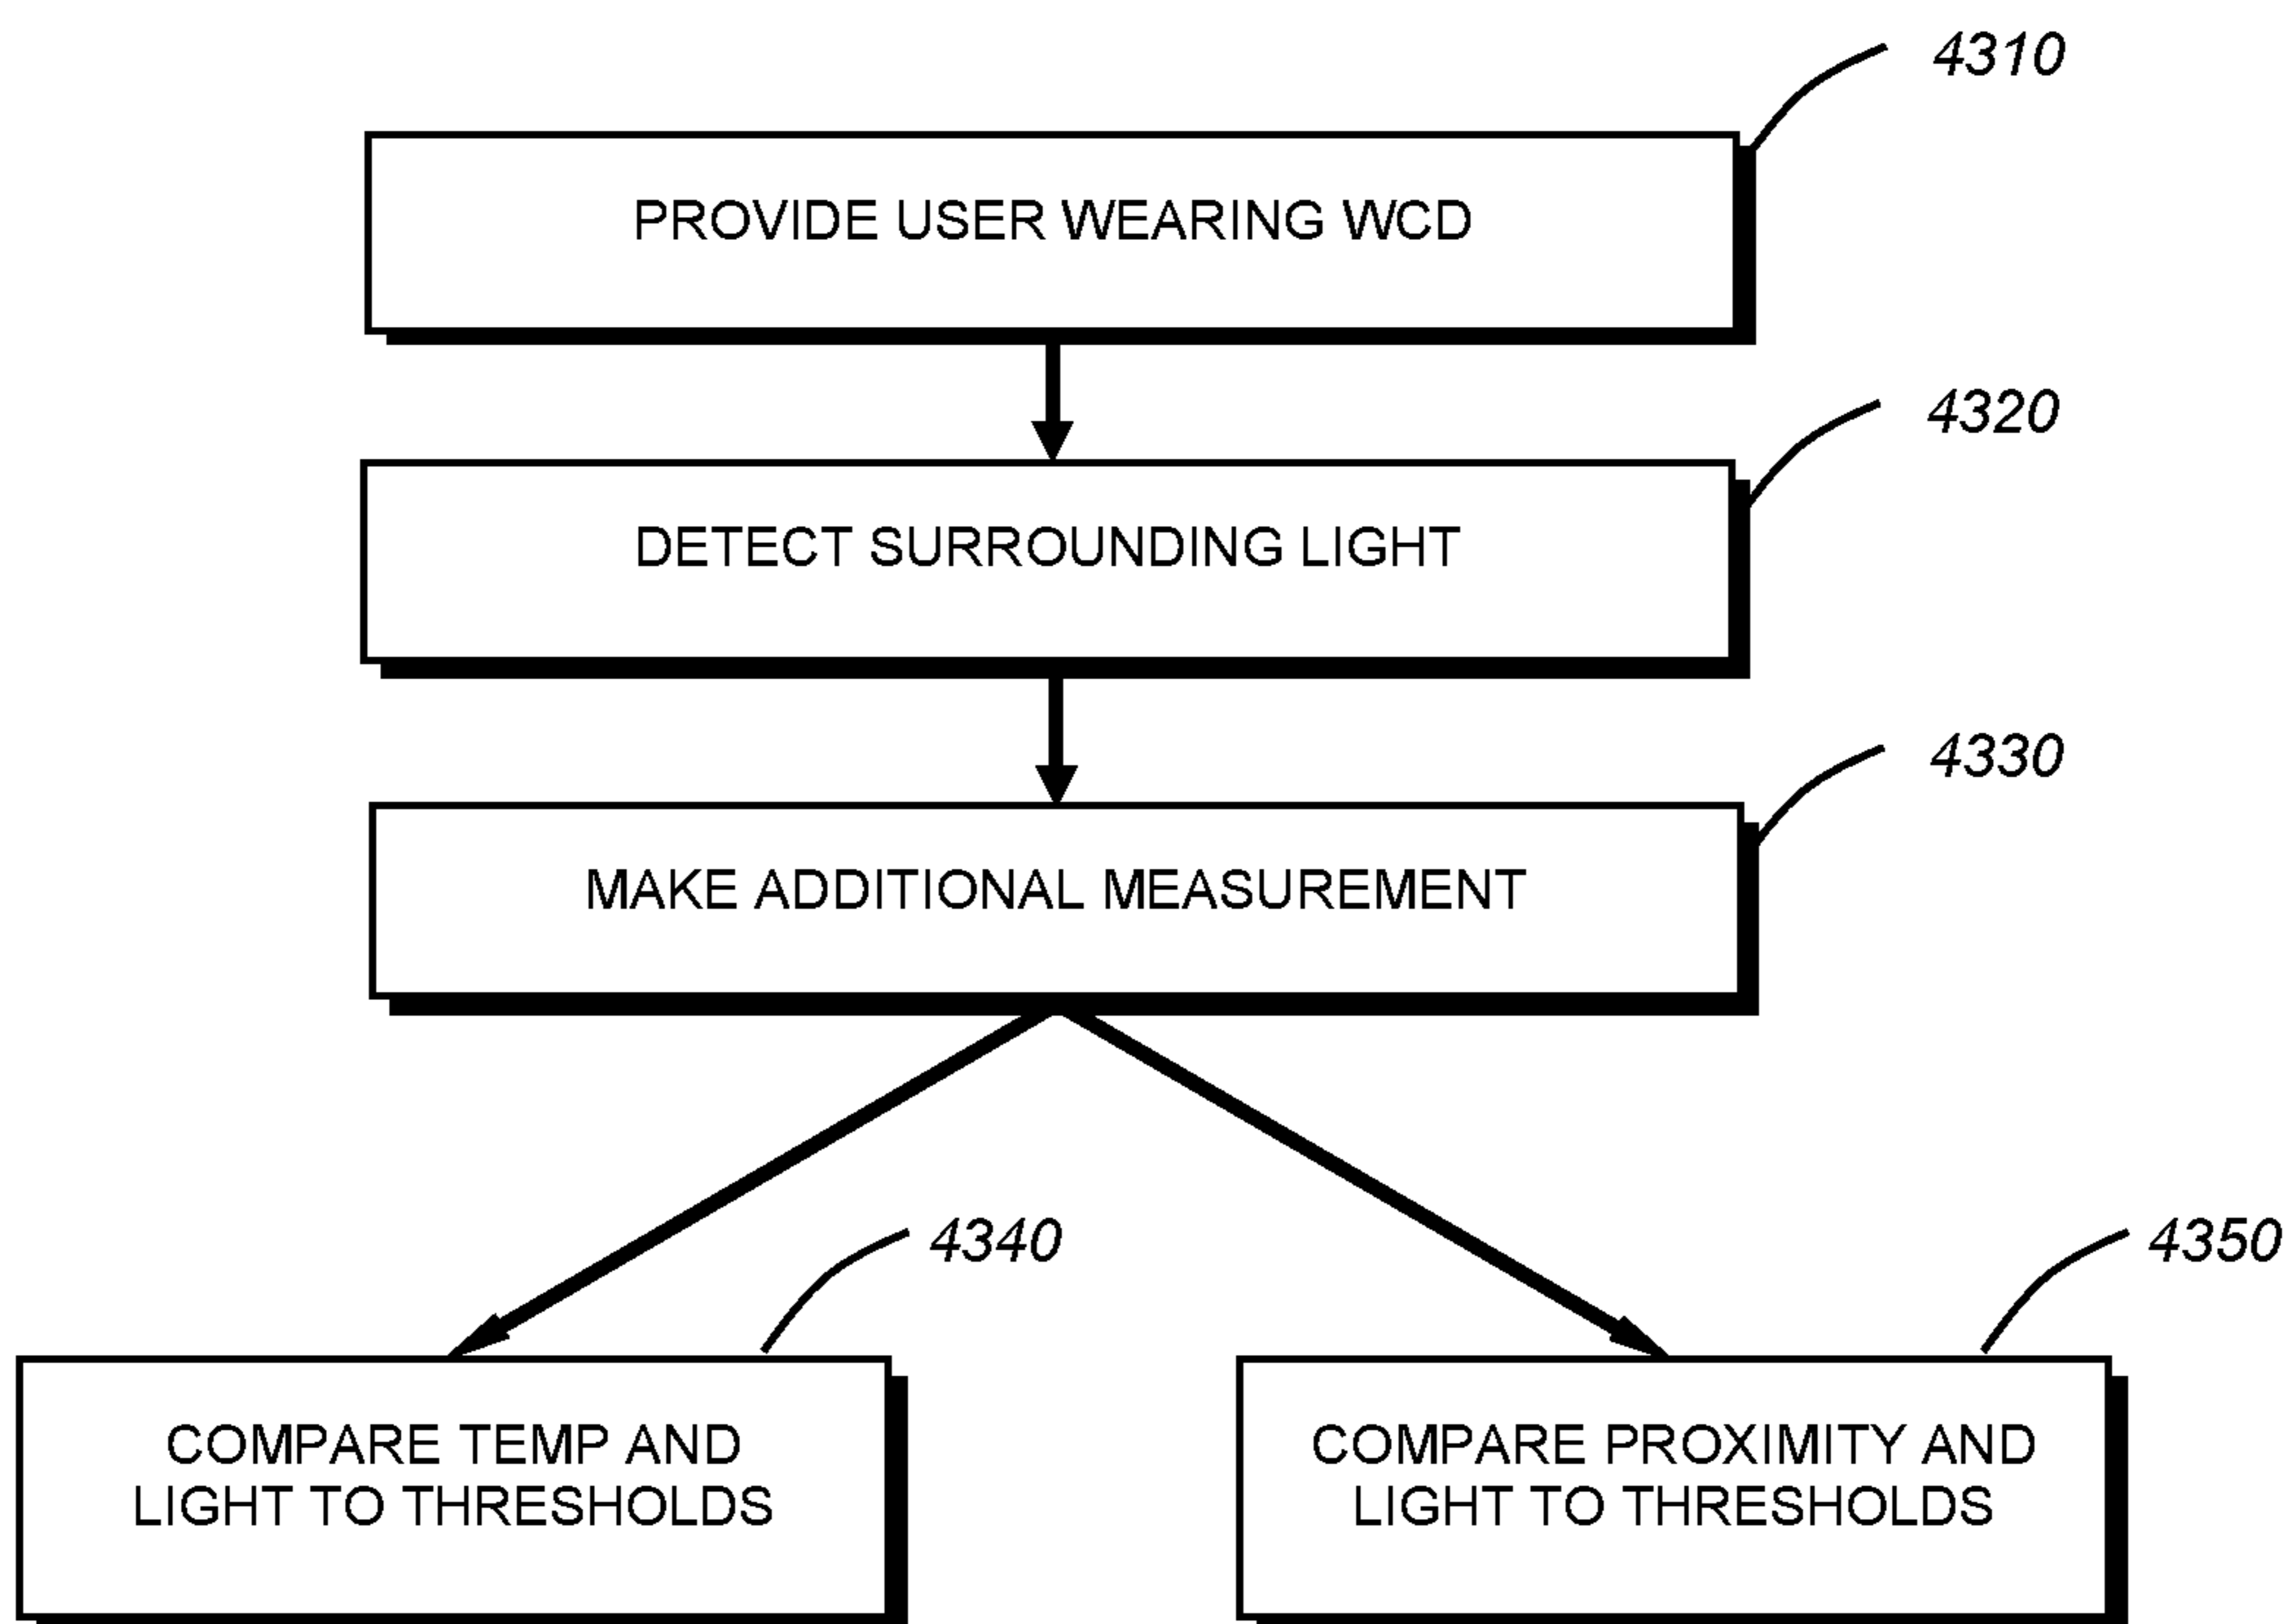 4310
PROVIDE USER WEARING WCD
4320
DETECT SURROUNDING LIGHT
4330
MAKE ADDITIONAL MEASUREMENT
4340
4350
COMPARE TEMP AND
LIGHT TO THRESHOLDS
COMPARE PROXIMITY AND
LIGHT TO THRESHOLDS